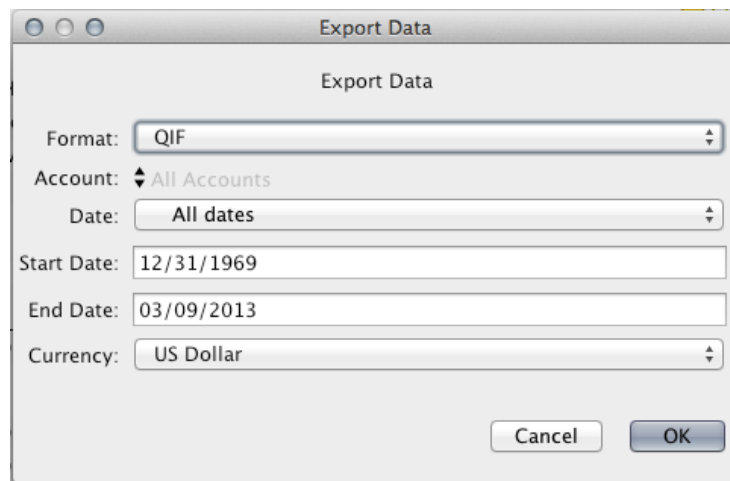 Export Data
Export Data
Format: QIF
Account: All Accounts
Date: All dates
Start Date: 12/31/1969
End Date: 03/09/2013
Currency: US Dollar
Cancel OK